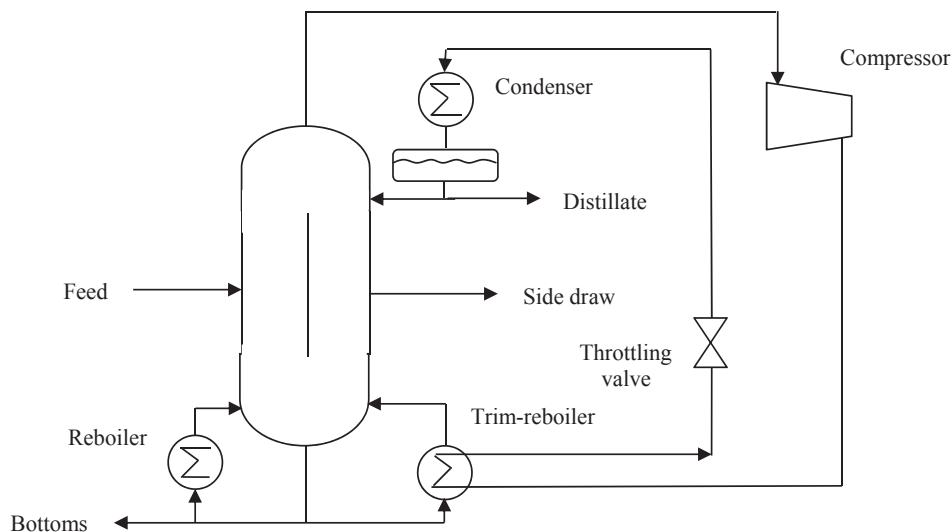 Compressor
Condenser
Distillate
Feed
Side draw
Throttling
valve
Trim-reboiler
Reboiler
Bottoms